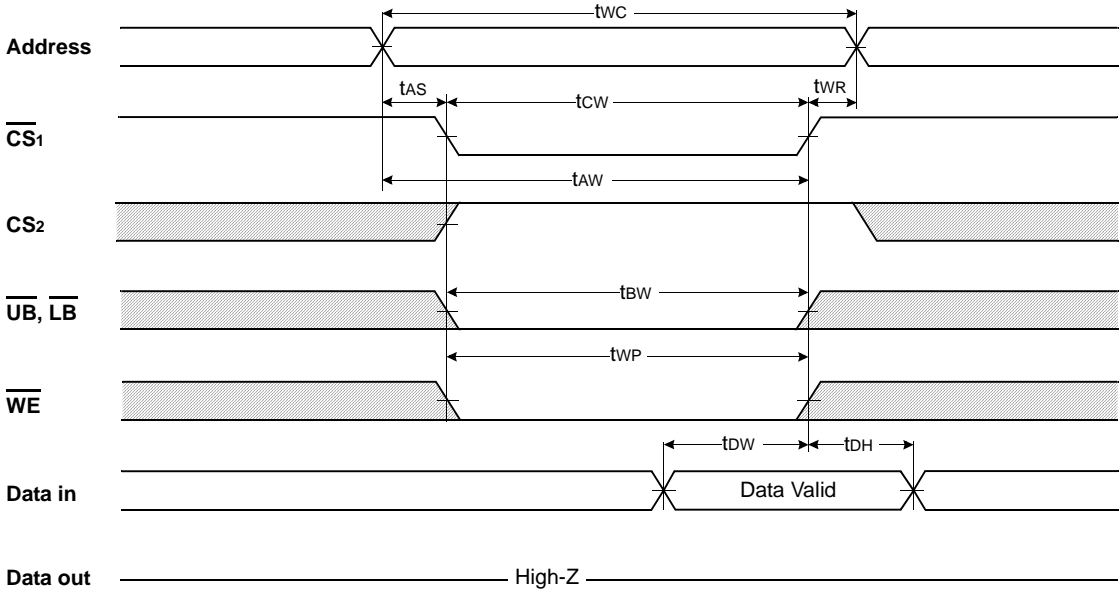 tWC
Address
tAS
tCW
tWR
CS1
tAW
CS2
tBW
UB, LB
tWP
WE
tDW
tDH
Data in
Data Valid
Data out
High-Z